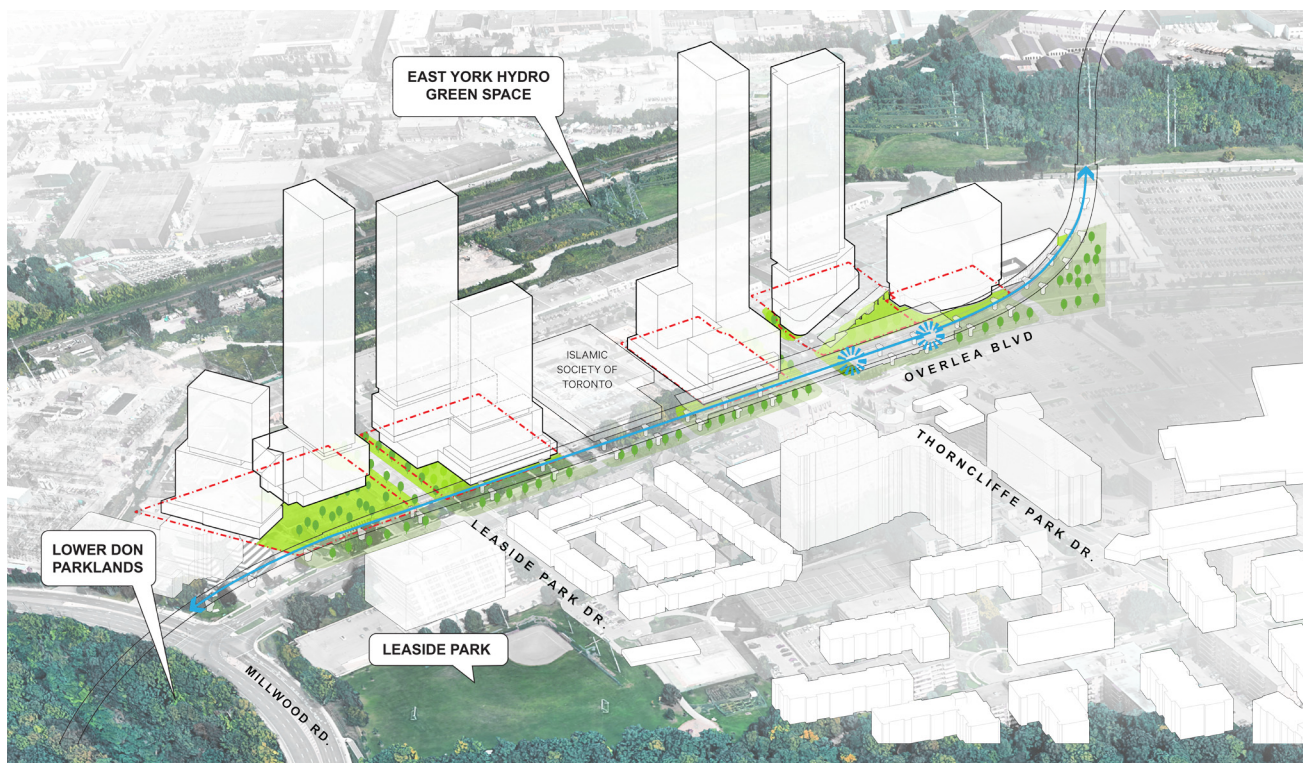 EAST YORK HYDRO
GREEN SPACE
ISLAMIC
SOCIETY OF
TORONTO
OVERLEA BLVD
THORNCLIFFE PARK DR.
LEASIDE PARK DR.
LOWER DON
PARKLANDS
LEASIDE PARK
MILLWOOD RD.